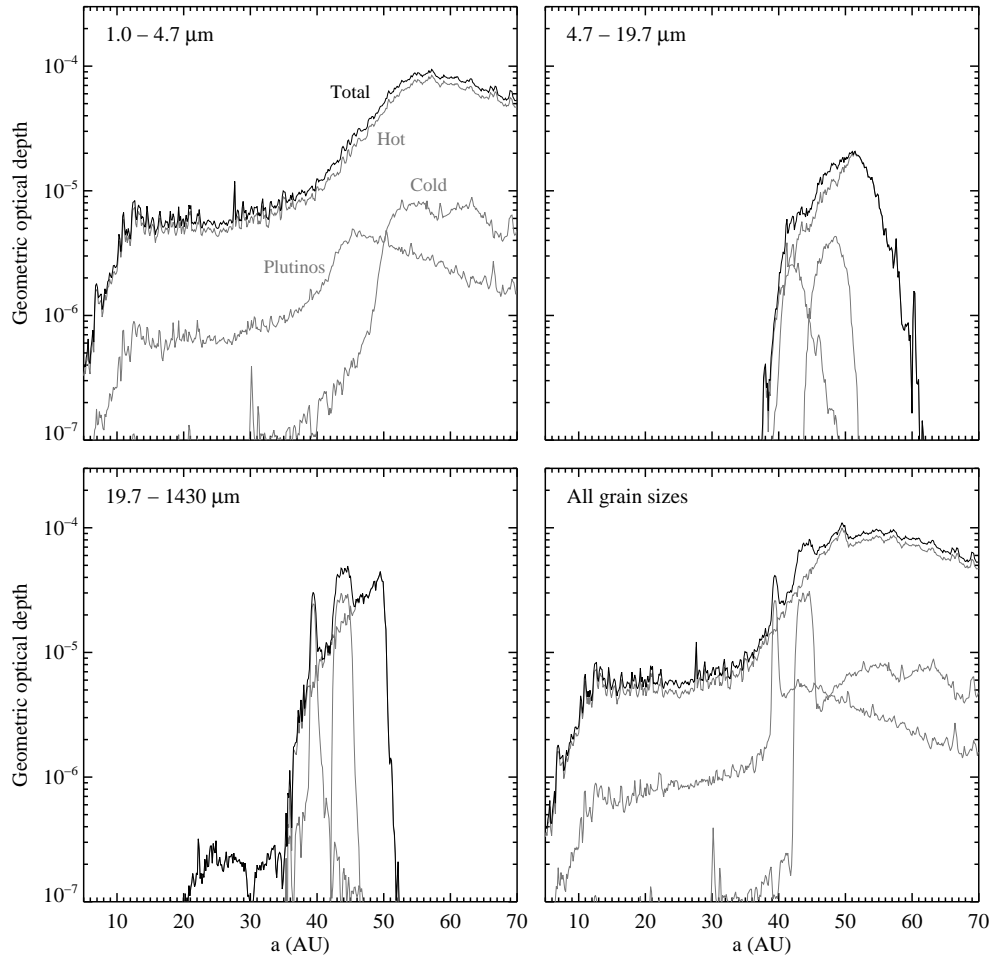 1.0 – 4.7 μm
4.7 – 19.7 μm
10⁻⁴
10⁻⁵
10⁻⁶
10⁻⁷
Geometric optical depth
Total
Hot
Cold
Plutinos
19.7 – 1430 μm
All grain sizes
10⁻⁴
10⁻⁵
10⁻⁶
10⁻⁷
Geometric optical depth
10 20 30 40 50 60 70
a (AU)
10 20 30 40 50 60 70
a (AU)